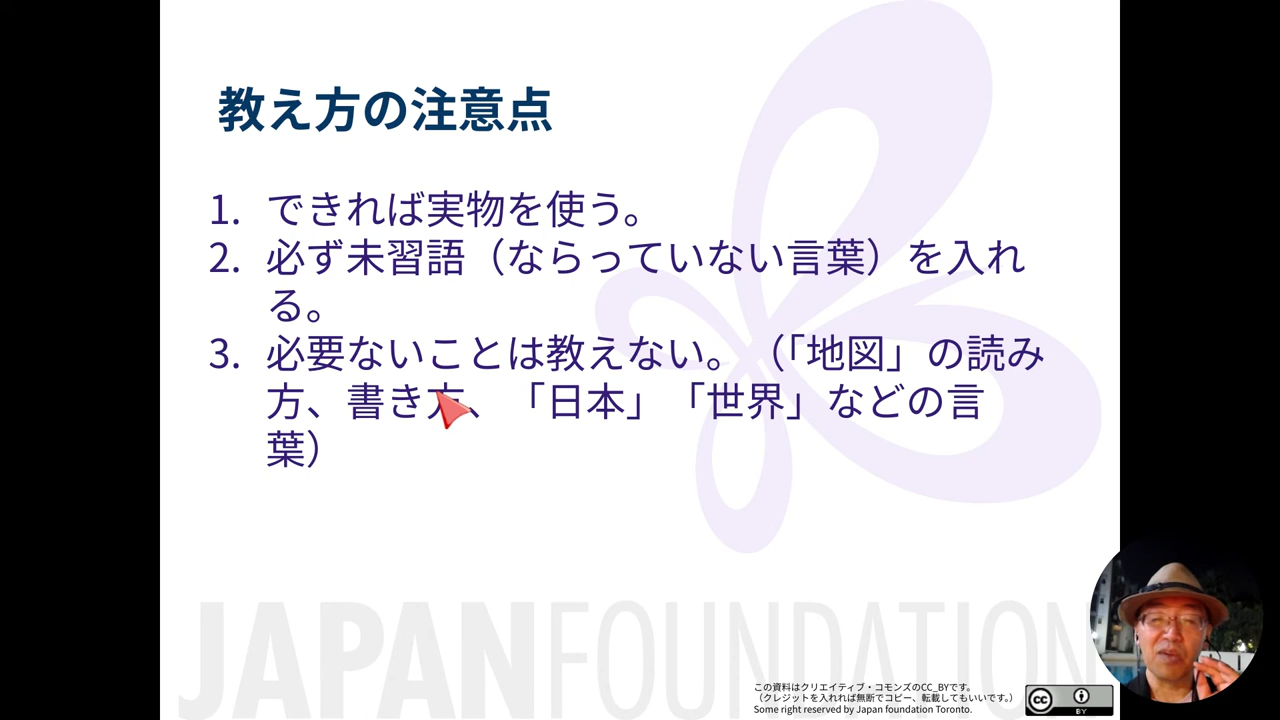 教え方の注意点
1. できれば実物を使う。
2. 必ず未習語（ならっていない言葉）を入れ
る。
3. 必要ないことは教えない。（「地図」の読み
方、書き方、「日本」「世界」などの言
葉）
JAPANFOUNDATION
この資料はクリエイティブ・コモンズのCC_BYです。
（クレジットを入れれば無断でコピー、転載してもいいです。）
Some right reserved by Japan foundation Toronto.
cc
BY